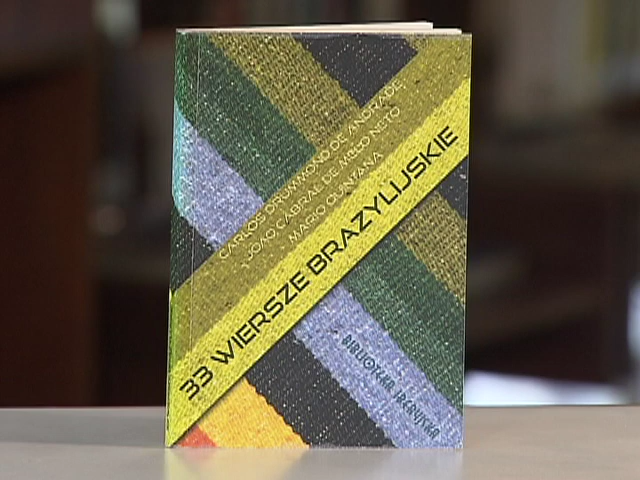 CARLOS DRUMMOND DE ANDRADE
JOÃO CABRAL DE MELO NETO
MARIO QUINTANA
33 WIERSZE BRAZYLIJSKIE
BIBLIOTEKA IBERYJSKA